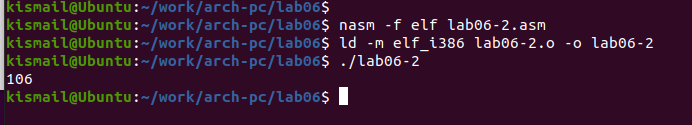 kismail@Ubuntu:~/work/arch-pc/lab06$
kismail@Ubuntu:~/work/arch-pc/lab06$ nasm -f elf lab06-2.asm
kismail@Ubuntu:~/work/arch-pc/lab06$ ld -m elf_i386 lab06-2.o -o lab06-2
kismail@Ubuntu:~/work/arch-pc/lab06$ ./lab06-2
106
kismail@Ubuntu:~/work/arch-pc/lab06$